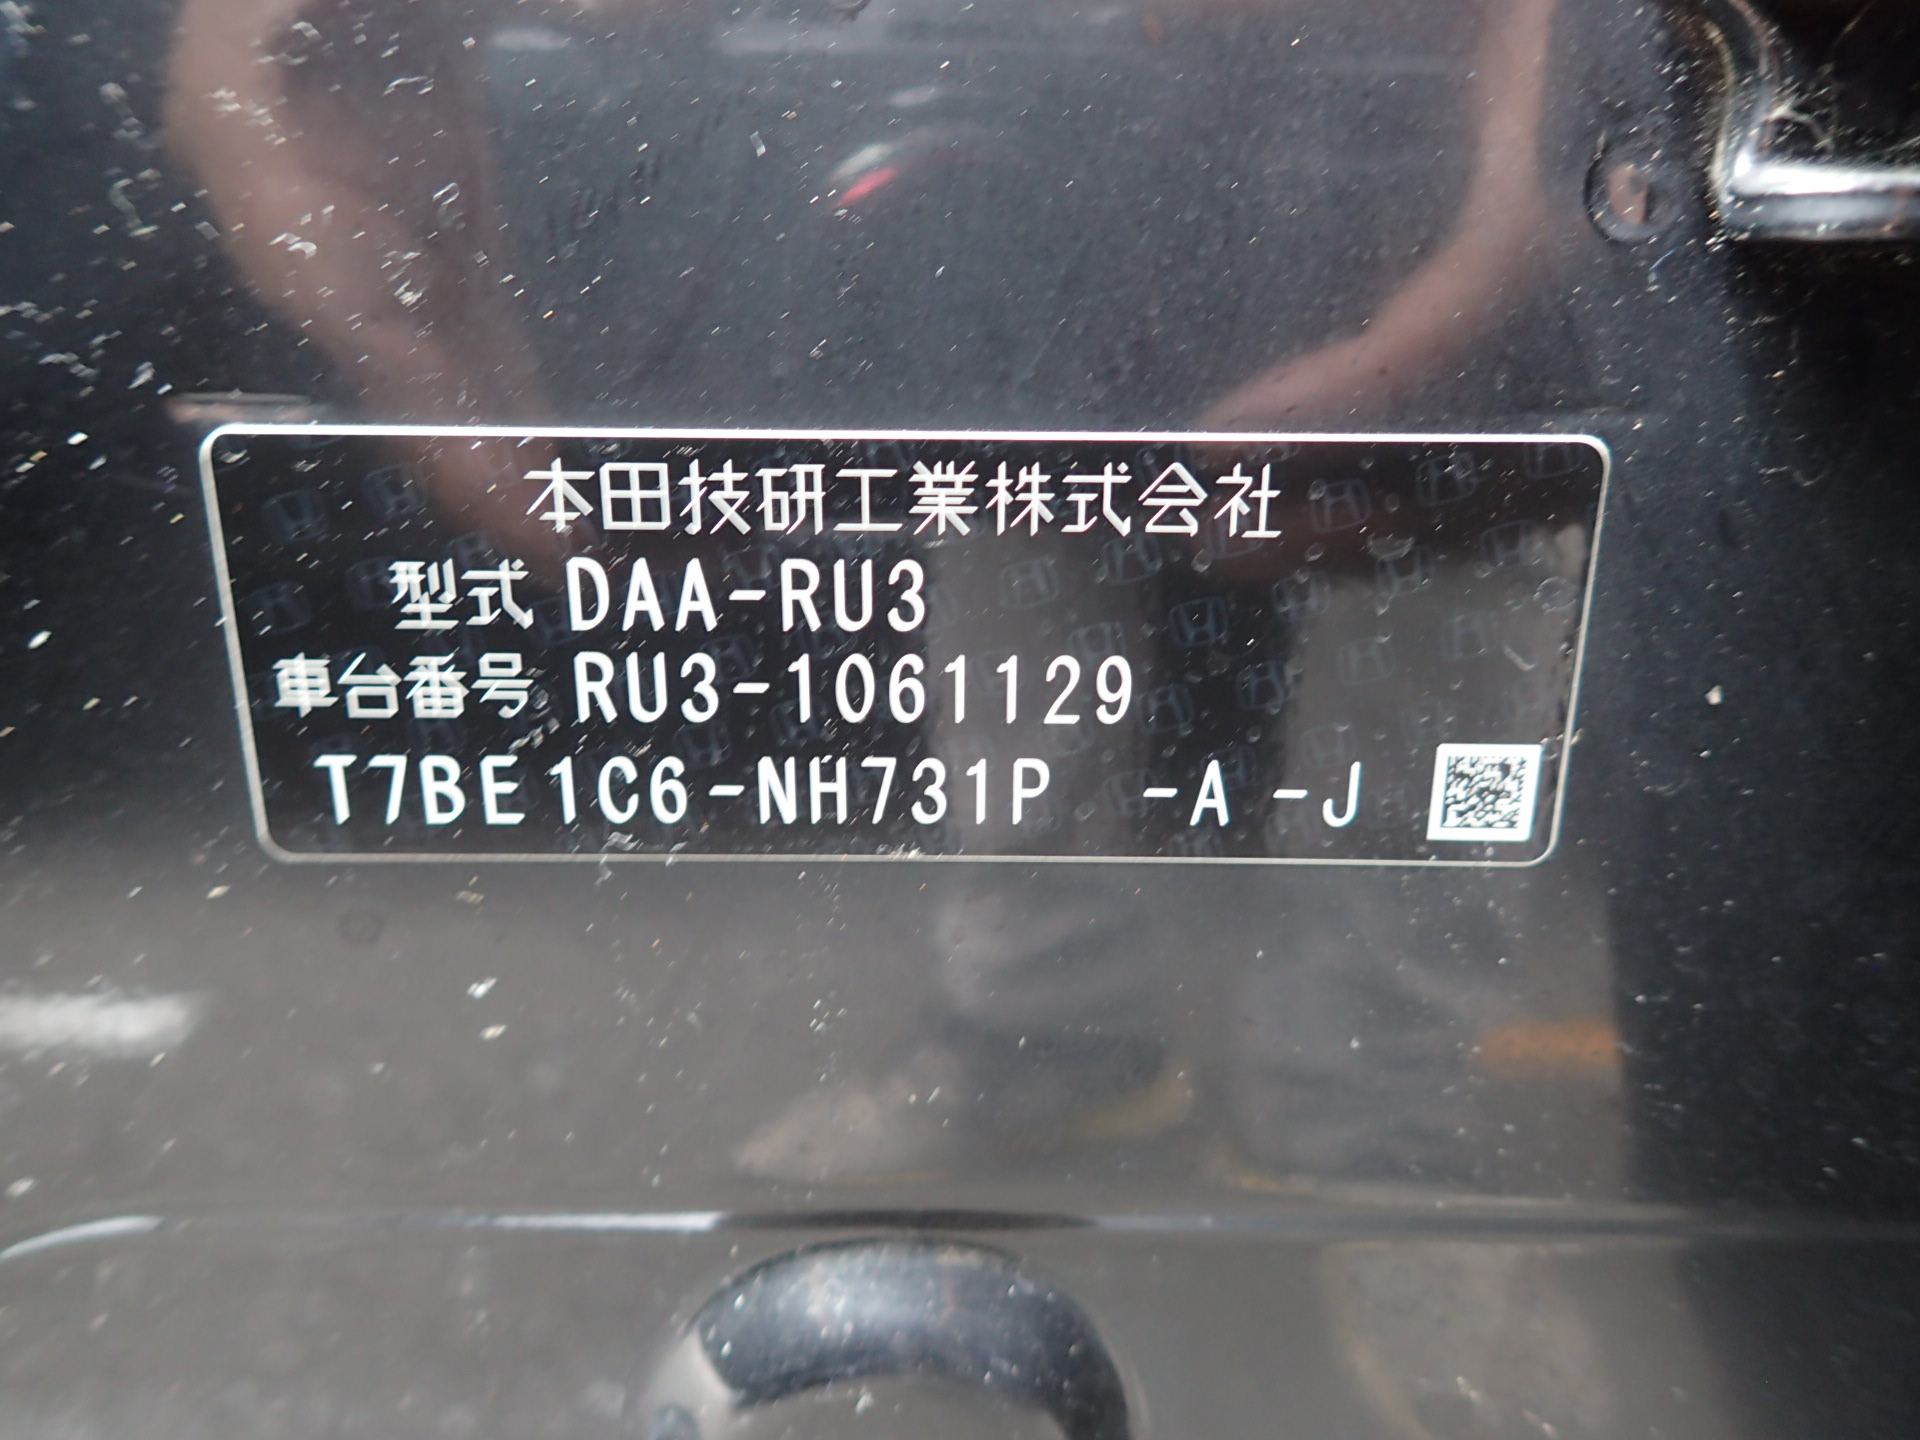 本田技研工業株式会社
型式 DAA-RU3
車台番号 RU3-1061129
T7BE1C6-NH731P -A -J